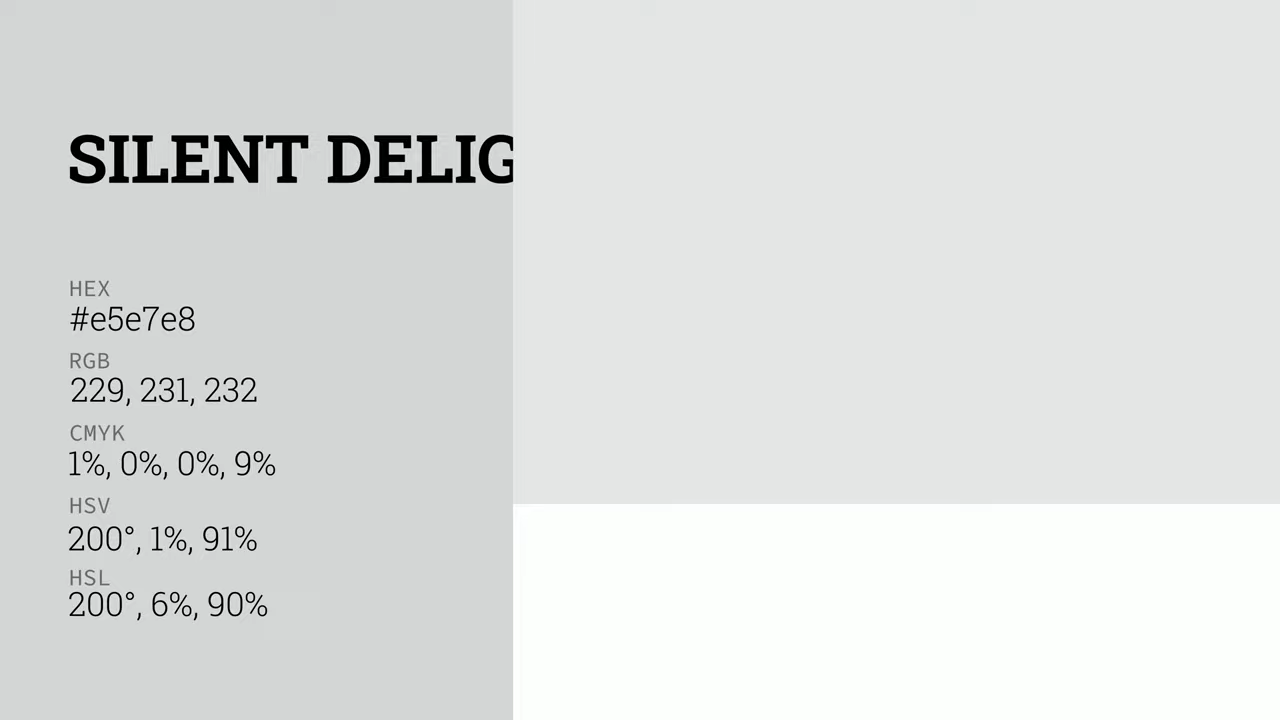 SILENT DELIG
HEX
#e5e7e8
RGB
229, 231, 232
CMYK
1%, 0%, 0%, 9%
HSV
200°, 1%, 91%
HSL
200°, 6%, 90%